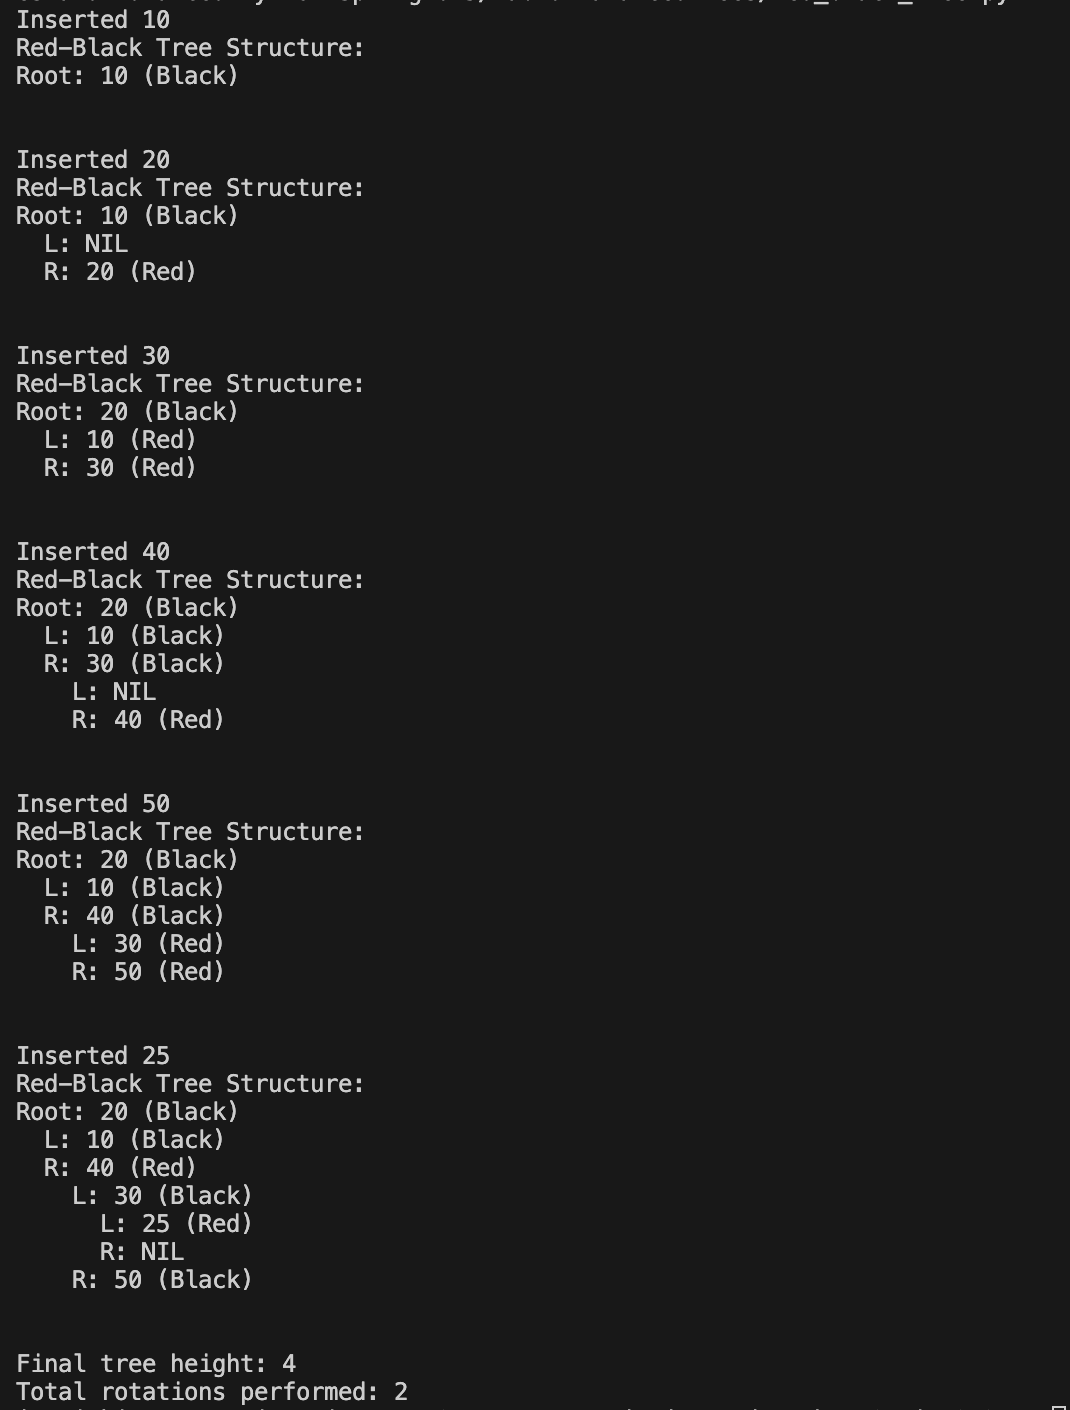 Inserted 10
Red-Black Tree Structure:
Root: 10 (Black)
Inserted 20
Red-Black Tree Structure:
Root: 10 (Black)
L: NIL
R: 20 (Red)
Inserted 30
Red-Black Tree Structure:
Root: 20 (Black)
L: 10 (Red)
R: 30 (Red)
Inserted 40
Red-Black Tree Structure:
Root: 20 (Black)
L: 10 (Black)
R: 30 (Black)
L: NIL
R: 40 (Red)
Inserted 50
Red-Black Tree Structure:
Root: 20 (Black)
L: 10 (Black)
R: 40 (Black)
L: 30 (Red)
R: 50 (Red)
Inserted 25
Red-Black Tree Structure:
Root: 20 (Black)
L: 10 (Black)
R: 40 (Red)
L: 30 (Black)
L: 25 (Red)
R: NIL
R: 50 (Black)
Final tree height: 4
Total rotations performed: 2